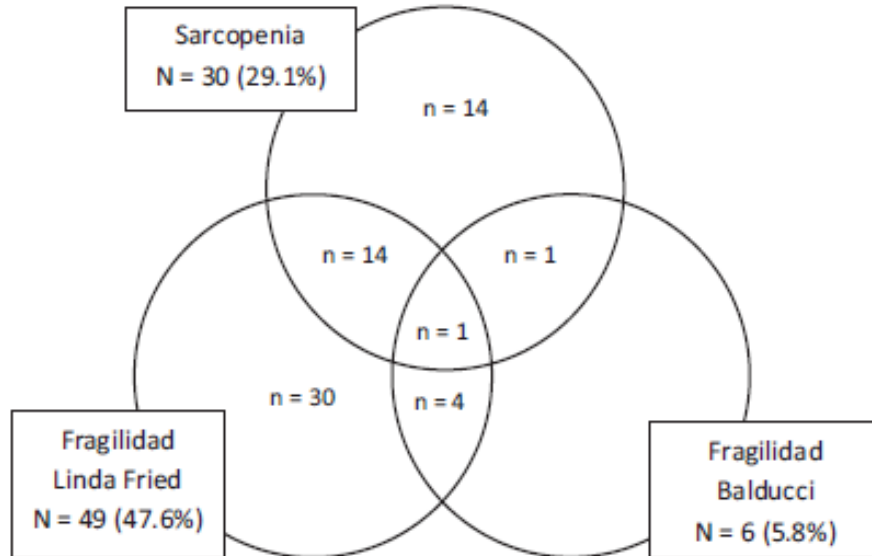 Sarcopenia
N = 30 (29.1%)
n = 14
n = 14
n = 1
n = 1
n = 30
n = 4
Fragilidad
Linda Fried
N = 49 (47.6%)
Fragilidad
Balducci
N = 6 (5.8%)